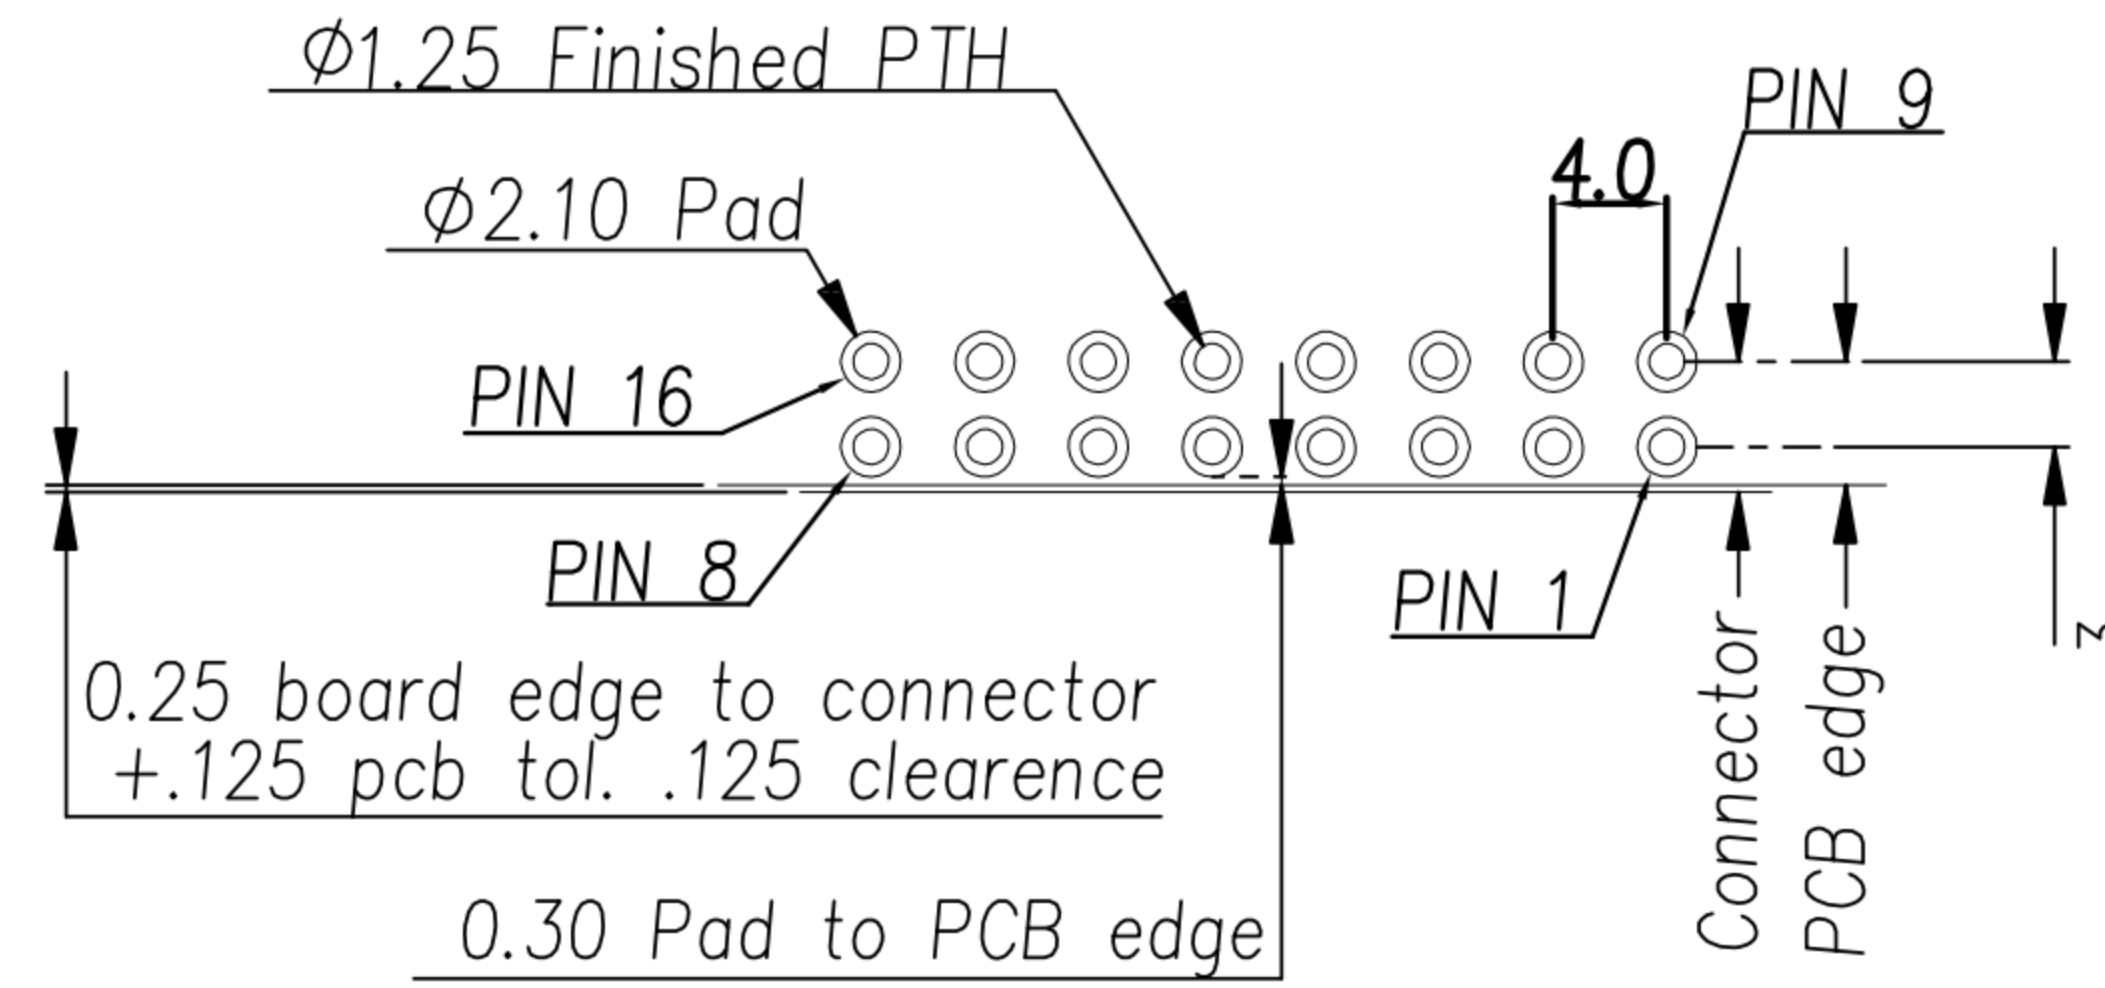 Ø1.25 Finished PTH
PIN 9
4.0
Ø2.10 Pad
PIN 16
PIN 8
PIN 1
3
0.25 board edge to connector
+.125 pcb tol. .125 clearence
0.30 Pad to PCB edge
Connector
PCB edge